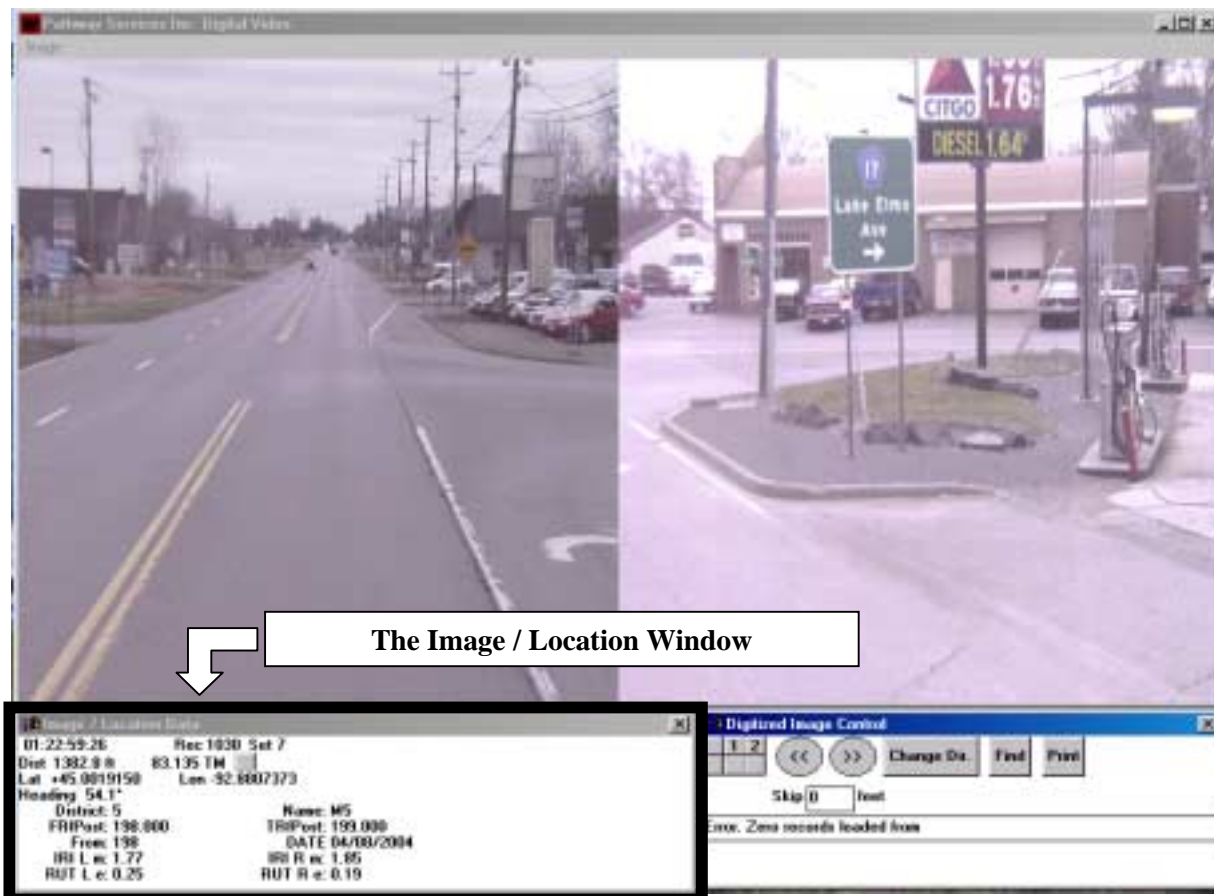 Pathway Services Inc. Digital Video
Image
CITGO
1.76
DIESEL 1.64
17
Lake Elmo
Ave
→
The Image / Location Window
Image / Location Data
01:22:59:26 Rec 1030 Set 7
Dist 1382.8 ft 83.135 TM
Lat +45.0019150 Lon -92.8807373
Heading 54.1°
District: 5 Name: M5
FRIPost: 198.000 TRIPost: 199.000
From: 198 DATE 04/08/2004
IRI L m: 1.77 IRI R m: 1.85
RUT L e: 0.25 RUT R e: 0.19
Digitized Image Control
1 2
<< >> Change Da. Find Print
Skip 0 feet
Error. Zero records loaded from